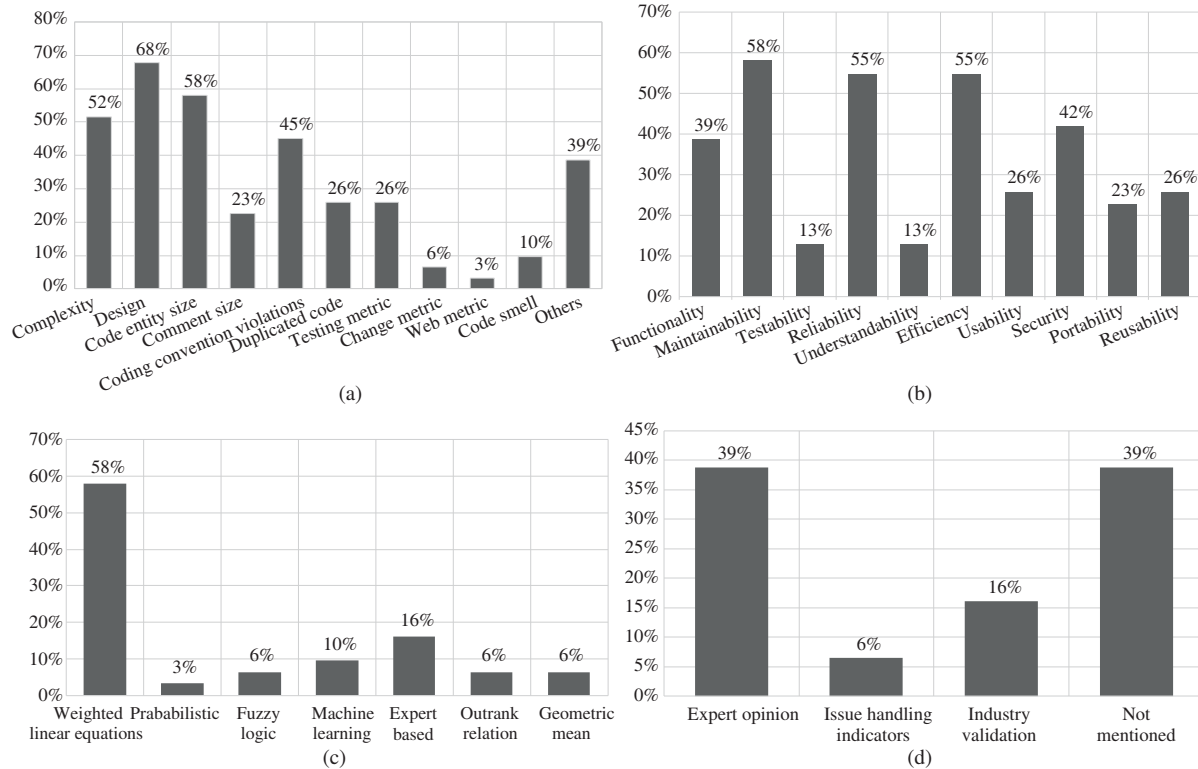 80%
70%
60%
50%
40%
30%
20%
10%
0%
52%
68%
58%
23%
45%
26%
26%
6%
3%
10%
39%
Complexity
Design
Code entity size
Comment size
Coding convention violations
Duplicated code
Testing metric
Change metric
Web metric
Code smell
Others
(a)
70%
60%
50%
40%
30%
20%
10%
0%
39%
58%
13%
55%
13%
55%
26%
42%
23%
26%
Functionality
Maintainability
Testability
Reliability
Understandability
Efficiency
Usability
Security
Portability
Reusability
(b)
70%
60%
50%
40%
30%
20%
10%
0%
58%
3%
6%
10%
16%
6%
6%
Weighted
linear equations
Prababilistic
Fuzzy
logic
Machine
learning
Expert
based
Outrank
relation
Geometric
mean
(c)
45%
40%
35%
30%
25%
20%
15%
10%
5%
0%
39%
6%
16%
39%
Expert opinion
Issue handling
indicators
Industry
validation
Not
mentioned
(d)